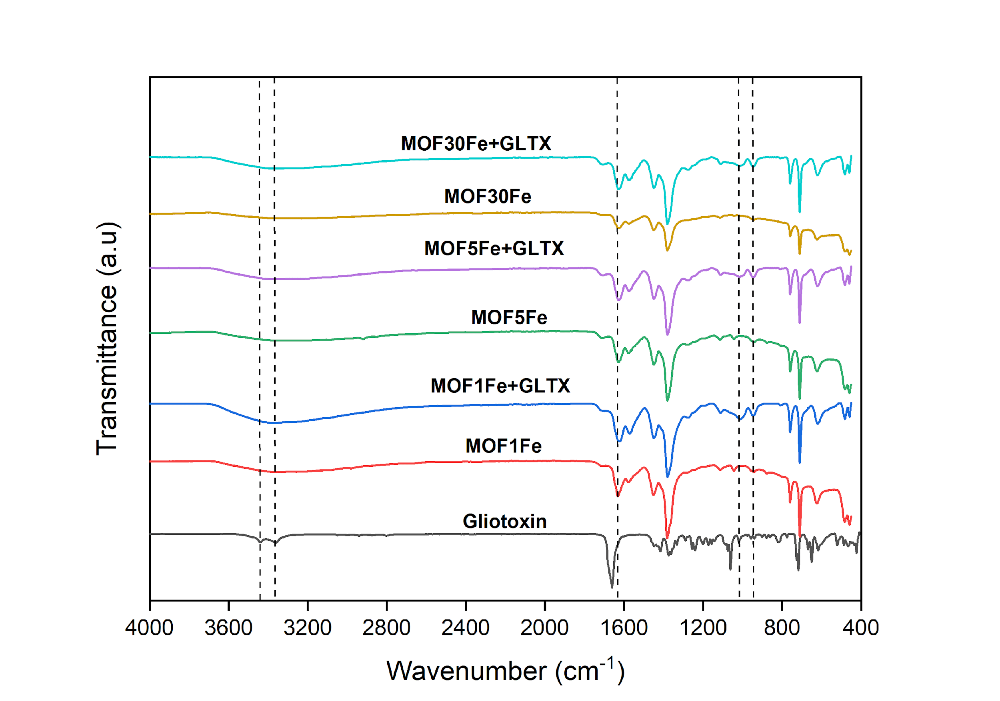 MOF30Fe+GLTX
MOF30Fe
MOF5Fe+GLTX
MOF5Fe
MOF1Fe+GLTX
MOF1Fe
Gliotoxin
Transmittance (a.u)
4000 3600 3200 2800 2400 2000 1600 1200 800 400
Wavenumber (cm⁻¹)